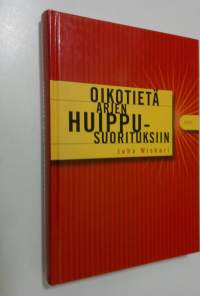 OIKOTIETÄ
ARJEN
HUIPPU-
SUORITUKSIIN
Juha Wiskari